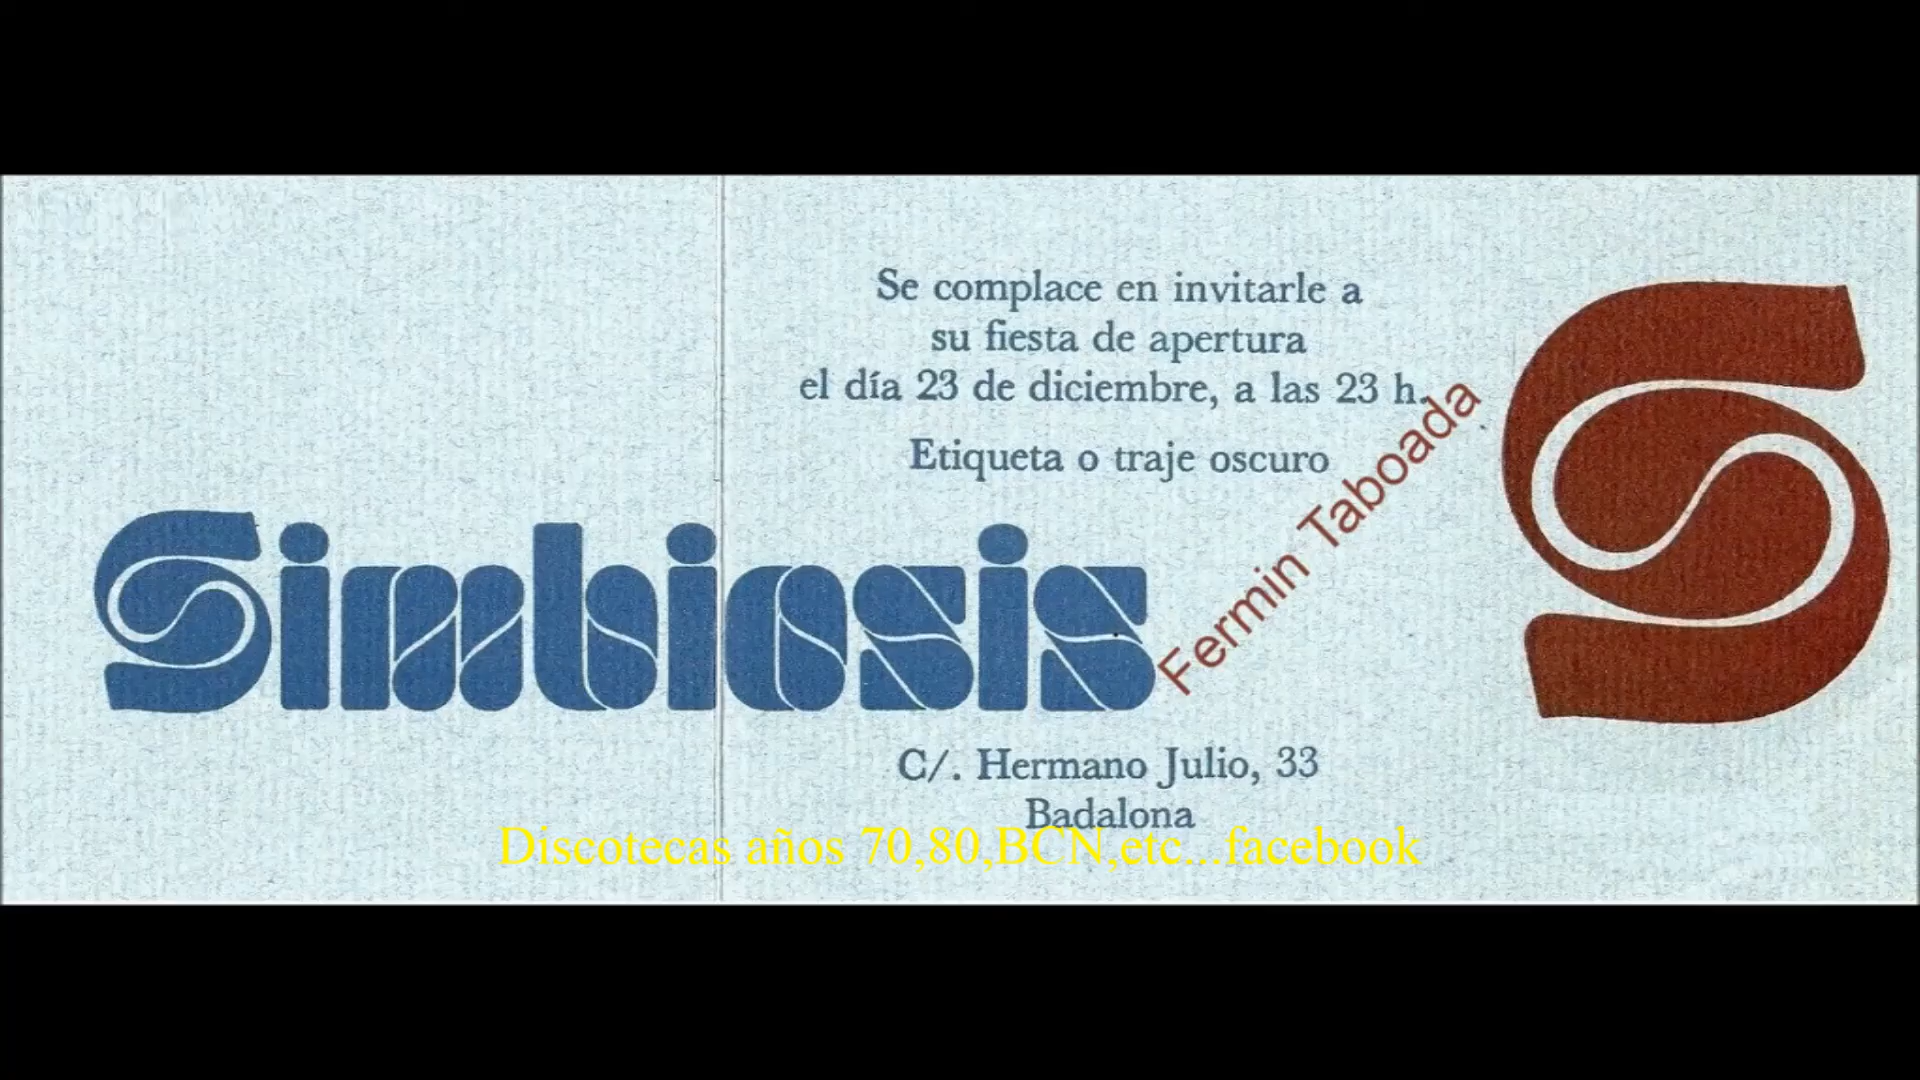 Se complace en invitarle a
su fiesta de apertura
el día 23 de diciembre, a las 23 h.
Etiqueta o traje oscuro
Simbiosis
Fermin Taboada
S
C/. Hermano Julio, 33
Badalona
Discotecas años 70,80,BCN,etc...facebook